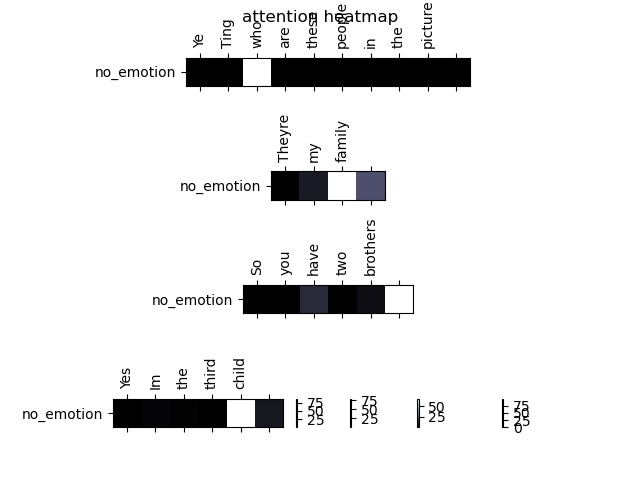 attention heatmap
Ye Ting who are these people in the picture
no_emotion
Theyre my family
no_emotion
So you have two brothers
no_emotion
Yes Im the third child
no_emotion
75 50 25
75 50 25
50 25
75 50 25 0